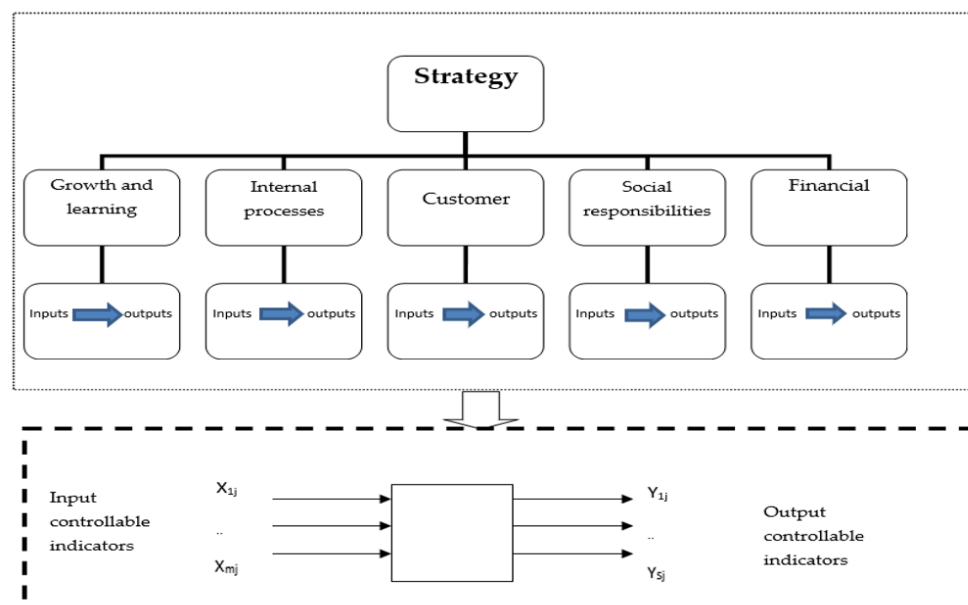 Strategy
Growth and
learning
Internal
processes
Customer
Social
responsibilities
Financial
Inputs outputs
Inputs outputs
Inputs outputs
Inputs outputs
Inputs outputs
Input
controllable
indicators
X1j
..
Xmj
Y1j
..
YSj
Output
controllable
indicators